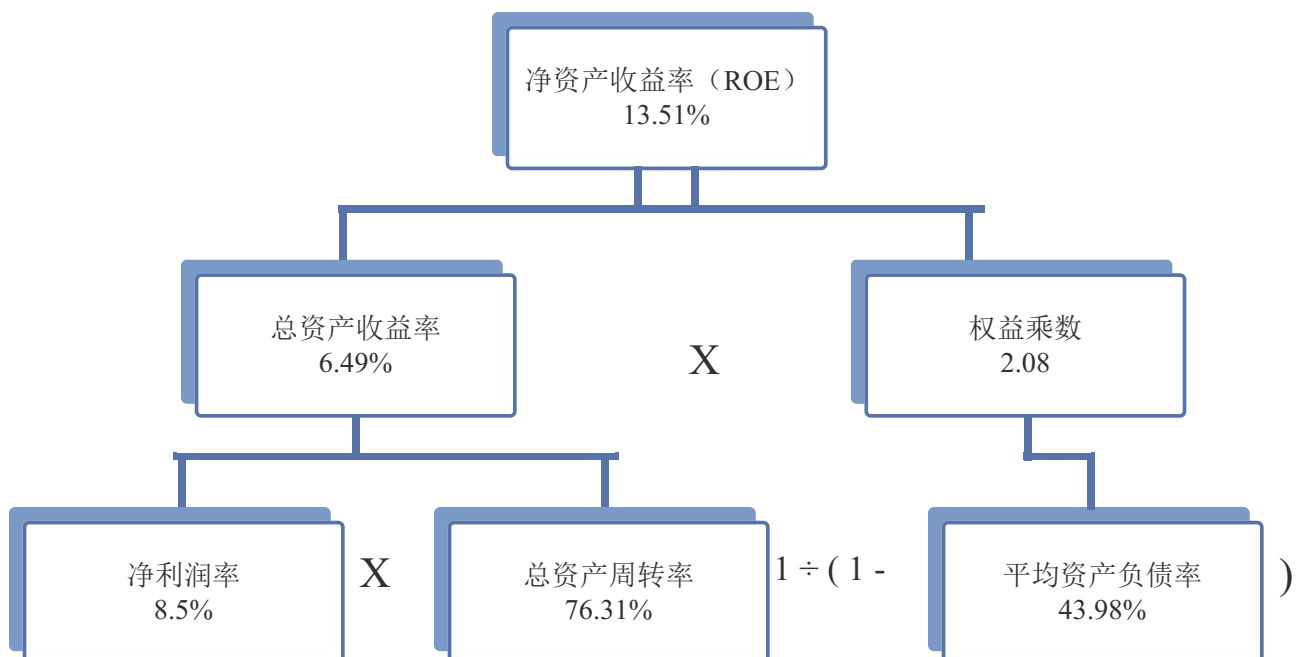 净资产收益率（ROE）
13.51%
总资产收益率
6.49%
X
权益乘数
2.08
净利润率
8.5%
X
总资产周转率
76.31%
1 ÷ ( 1 -
平均资产负债率
43.98%
)